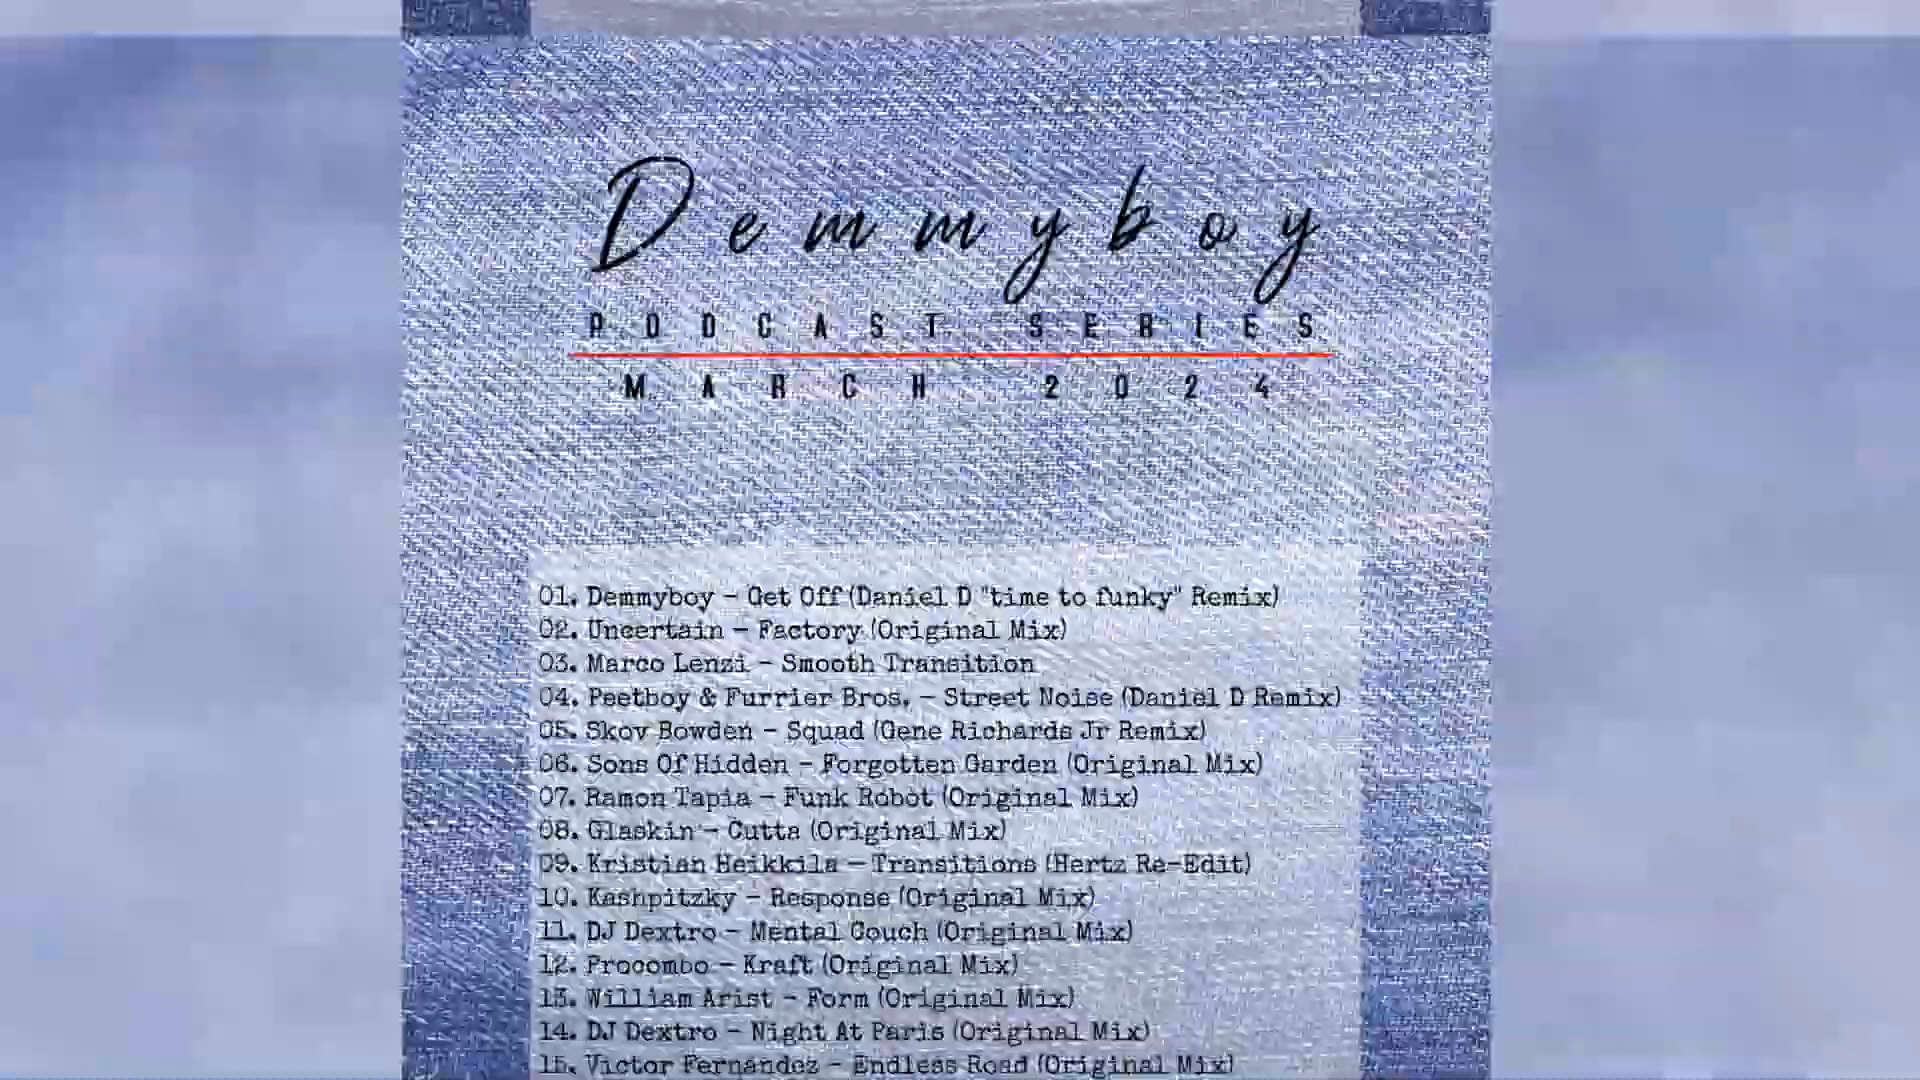 Demmyboy
PODCAST SERIES
MARCH 2024
01. Demmyboy - Get Off (Daniel D "time to funky" Remix)
02. Uncertain - Factory (Original Mix)
03. Marco Lenzi - Smooth Transition
04. Peetboy & Furrier Bros. - Street Noise (Daniel D Remix)
05. Skov Bowden - Squad (Gene Richards Jr Remix)
06. Sons Of Hidden - Forgotten Garden (Original Mix)
07. Ramon Tapia - Funk Robot (Original Mix)
08. Glaskin - Cutta (Original Mix)
09. Kristian Heikkila - Transitions (Hertz Re-Edit)
10. Kashpitzky - Response (Original Mix)
11. DJ Dextro - Mental Couch (Original Mix)
12. Procombo - Kraft (Original Mix)
13. William Arist - Form (Original Mix)
14. DJ Dextro - Night At Paris (Original Mix)
15. Victor Fernandez - Endless Road (Original Mix)